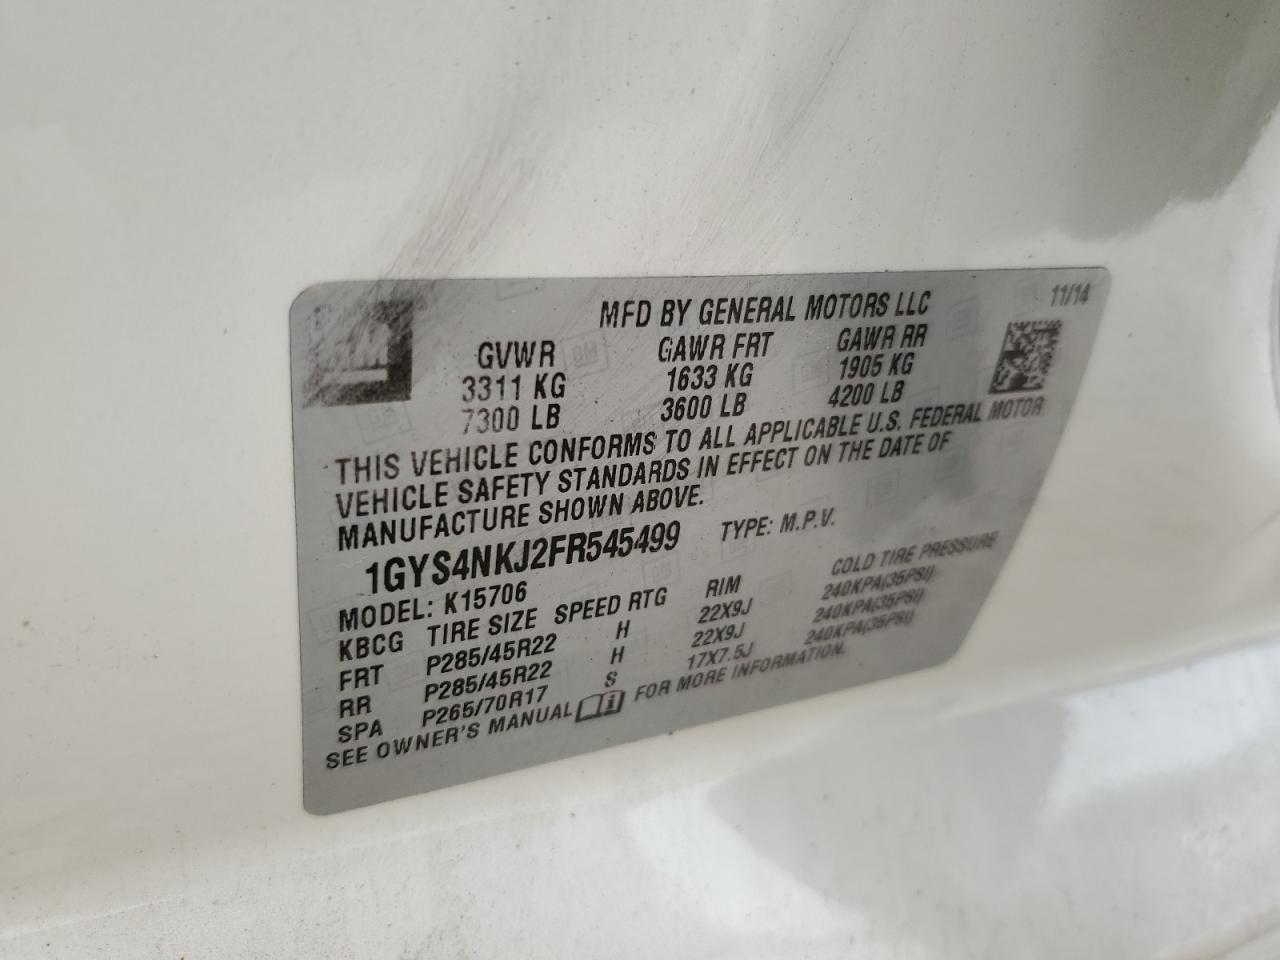 MFD BY GENERAL MOTORS LLC 11/14
GVWR GAWR FRT GAWR RR
3311 KG 1633 KG 1905 KG
7300 LB 3600 LB 4200 LB
THIS VEHICLE CONFORMS TO ALL APPLICABLE U.S. FEDERAL MOTOR
VEHICLE SAFETY STANDARDS IN EFFECT ON THE DATE OF
MANUFACTURE SHOWN ABOVE.
1GYS4NKJ2FR545499 TYPE: M.P.V.
MODEL: K15706
KBCG TIRE SIZE SPEED RTG RIM COLD TIRE PRESSURE
FRT P285/45R22 H 22X9J 240KPA(35PSI)
RR P285/45R22 H 22X9J 240KPA(35PSI)
SPA P265/70R17 S 17X7.5J 240KPA(35PSI)
SEE OWNER'S MANUAL FOR MORE INFORMATION.